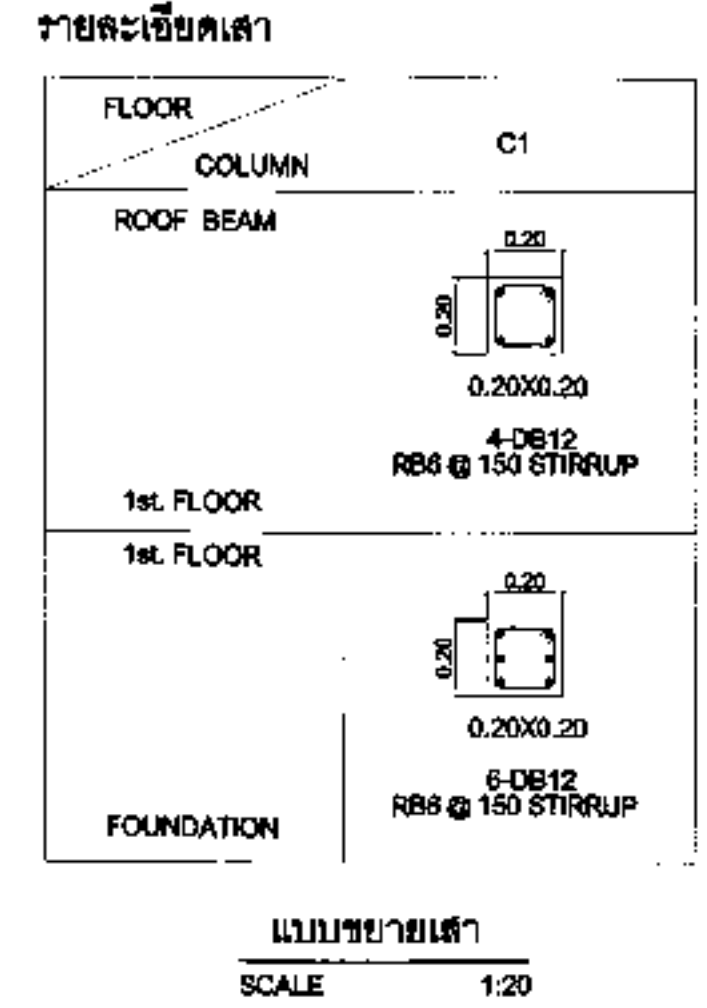 รายละเอียดเสา
FLOOR
COLUMN
C1
ROOF BEAM
0.20
0.20
0.20X0.20
4-DB12
RB6 @ 150 STIRRUP
1st. FLOOR
1st. FLOOR
0.20
0.20
0.20X0.20
6-DB12
RB6 @ 150 STIRRUP
FOUNDATION
แบบขยายเสา
SCALE 1:20